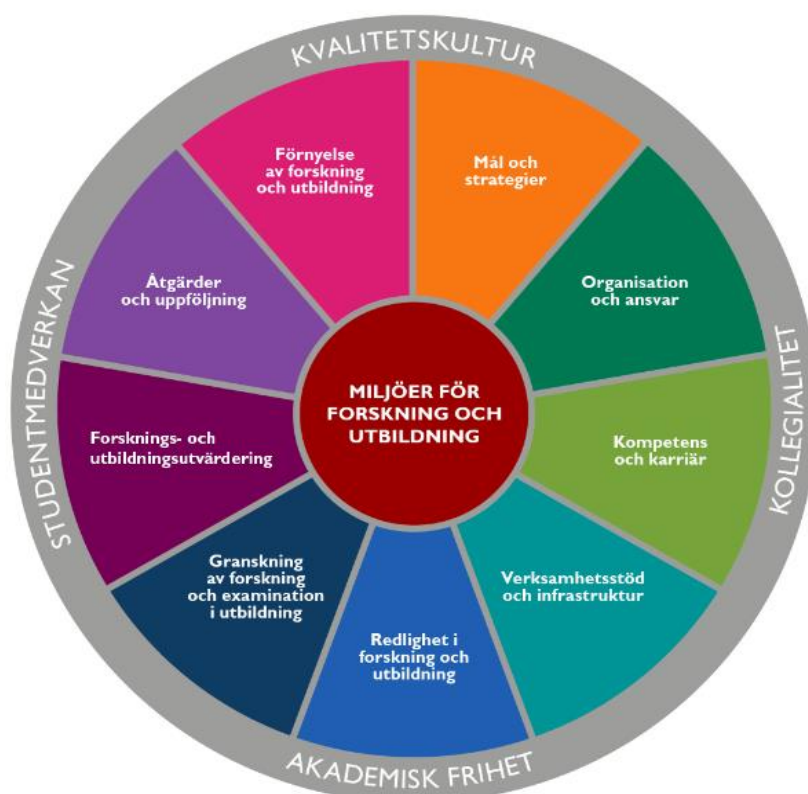 KVALITETSKULTUR
Förnyelse
av forskning
och utbildning
Mål och
strategier
Åtgärder
och uppföljning
Organisation
och ansvar
STUDENTMEDVERKAN
MILJÖER FÖR
FORSKNING OCH
UTBILDNING
KOLLEGIALITET
Forsknings- och
utbildningsutvärdering
Kompetens
och karriär
Granskning
av forskning
och examination
i utbildning
Verksamhetsstöd
och infrastruktur
Redlighet i
forskning och
utbildning
AKADEMISK FRIHET